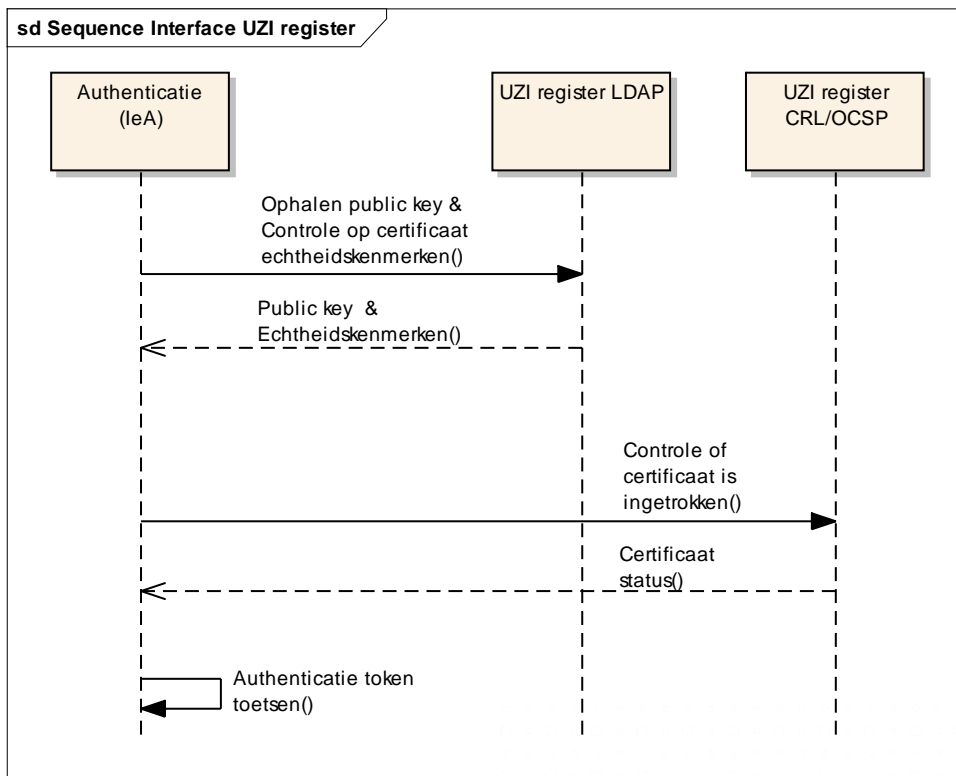 sd Sequence Interface UZI register
Authenticatie
(IeA)
UZI register LDAP
UZI register
CRL/OCSP
Ophalen public key &
Controle op certificaat
echtheidskenmerken()
Public key &
Echtheidskenmerken()
Controle of
certificaat is
ingetrokken()
Certificaat
status()
Authenticatie token
toetsen()